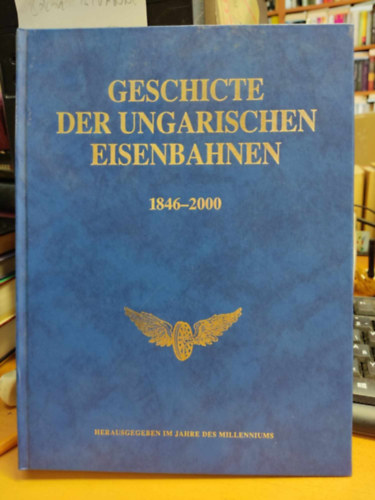 GESCHICTE
DER UNGARISCHEN
EISENBAHNEN
1846–2000
HERAUSGEGEBEN IM JAHRE DES MILLENNIUMS